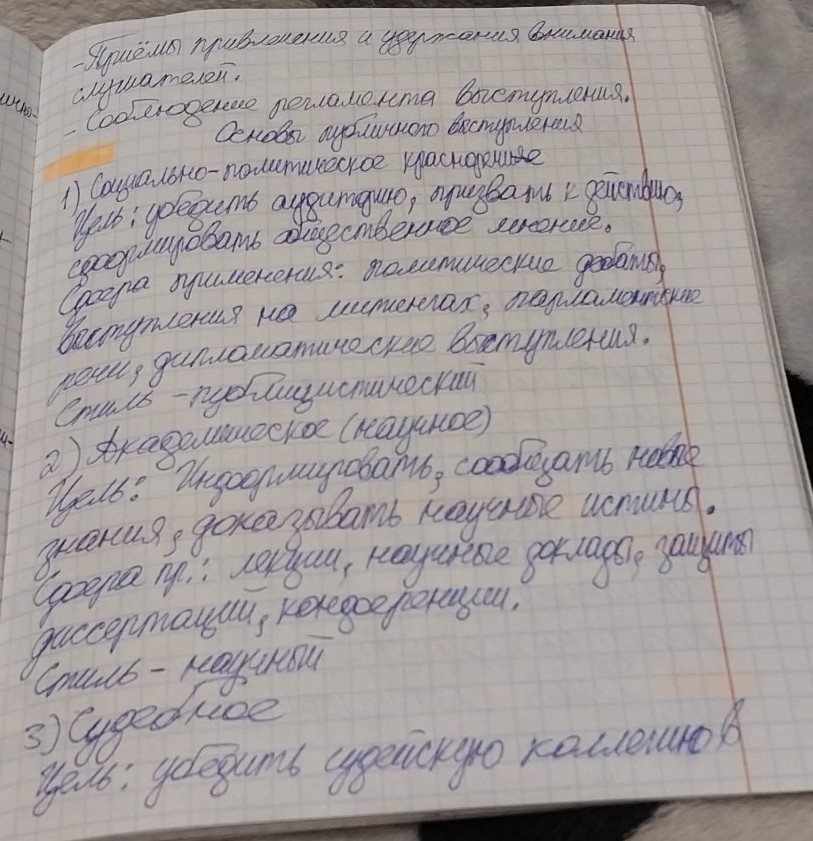 - Приёмы привлечения и удержания внимания
слушателей.
- Соблюдение регламента выступления.
Основы публичного выступления
1) Социально-политическое красноречие
Цель: убедить аудиторию, призвать к действию,
сформировать общественное мнение.
Сфера применения: политические дебаты,
выступления на митингах, парламентские
речи, дипломатические выступления.
Стиль - публицистический
2) Академическое (научное)
Цель: Информировать, сообщать новые
знания, доказывать научные истины.
Сфера пр.: лекции, научные доклады, защиты
диссертаций, конференции.
Стиль - научный
3) Судебное
Цель: убедить судейскую коллегию в